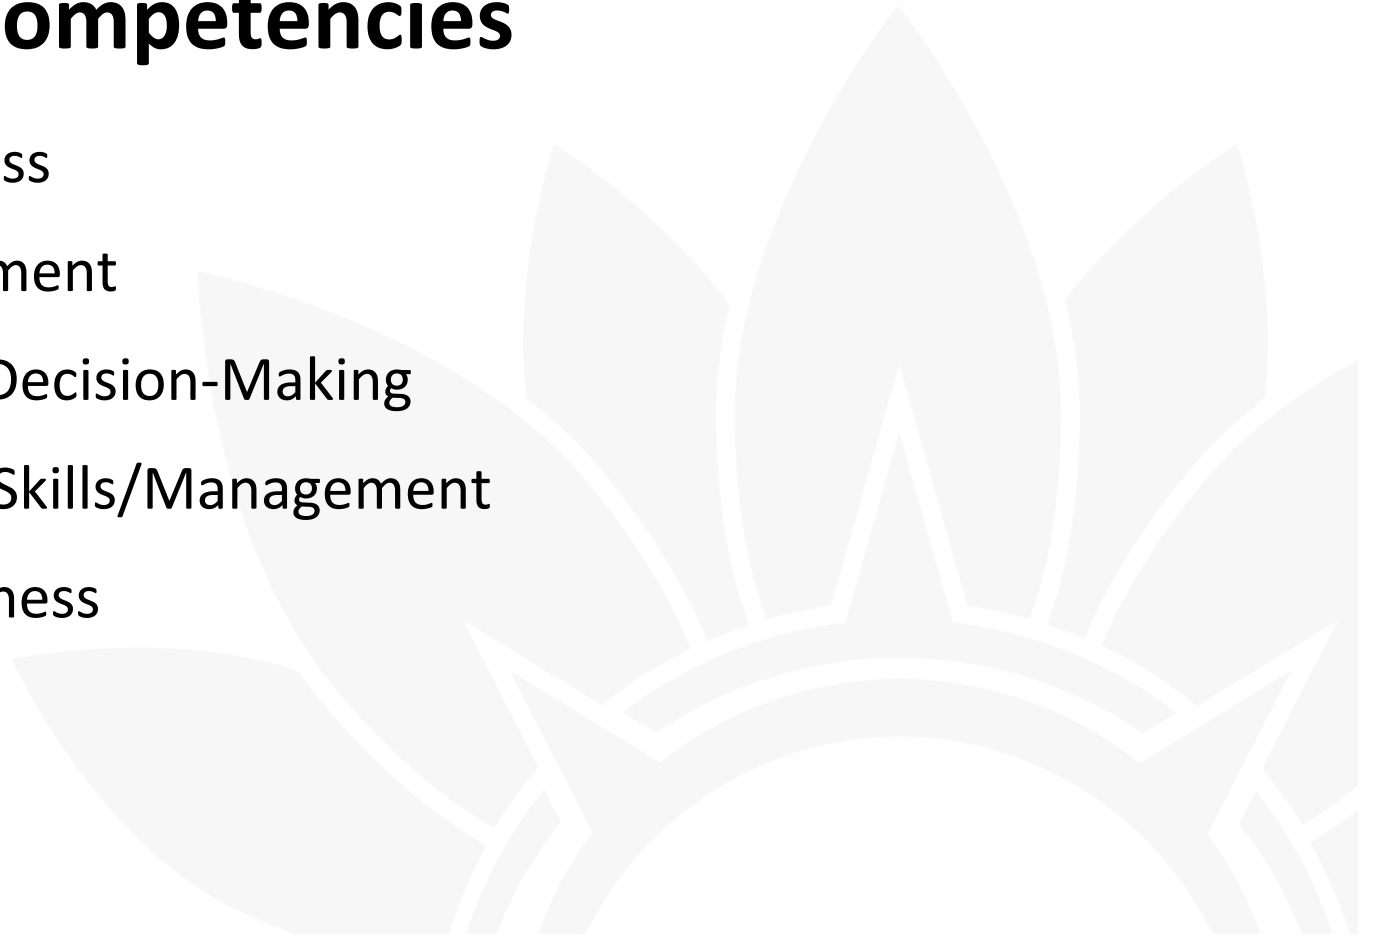 ompetencies
ss
ment
Decision-Making
Skills/Management
ness